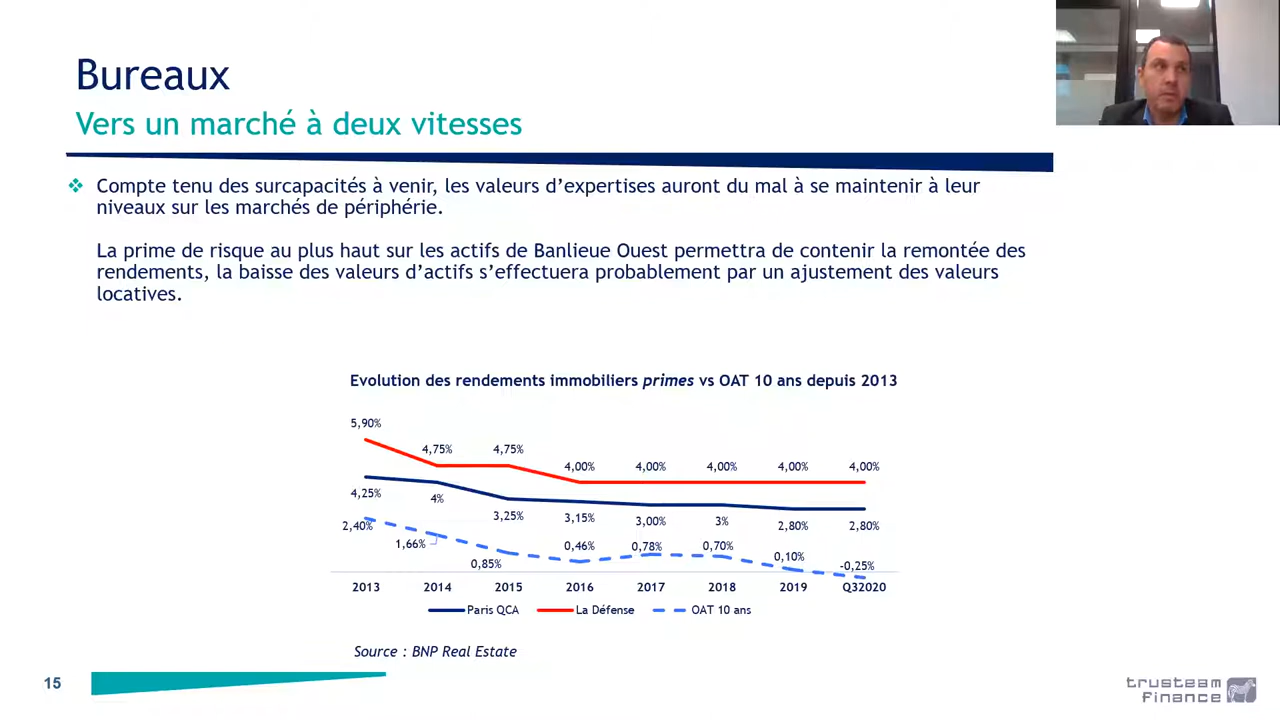 Bureaux
Vers un marché à deux vitesses
❖ Compte tenu des surcapacités à venir, les valeurs d’expertises auront du mal à se maintenir à leur
niveaux sur les marchés de périphérie.
La prime de risque au plus haut sur les actifs de Banlieue Ouest permettra de contenir la remontée des
rendements, la baisse des valeurs d’actifs s’effectuera probablement par un ajustement des valeurs
locatives.
Evolution des rendements immobiliers primes vs OAT 10 ans depuis 2013
5,90% 4,75% 4,75% 4,00% 4,00% 4,00% 4,00% 4,00%
4,25% 4% 3,25% 3,15% 3,00% 3% 2,80% 2,80%
2,40% 1,66% 0,85% 0,46% 0,78% 0,70% 0,10% -0,25%
2013 2014 2015 2016 2017 2018 2019 Q32020
Paris QCA La Défense OAT 10 ans
Source : BNP Real Estate
15
trusteam
finance